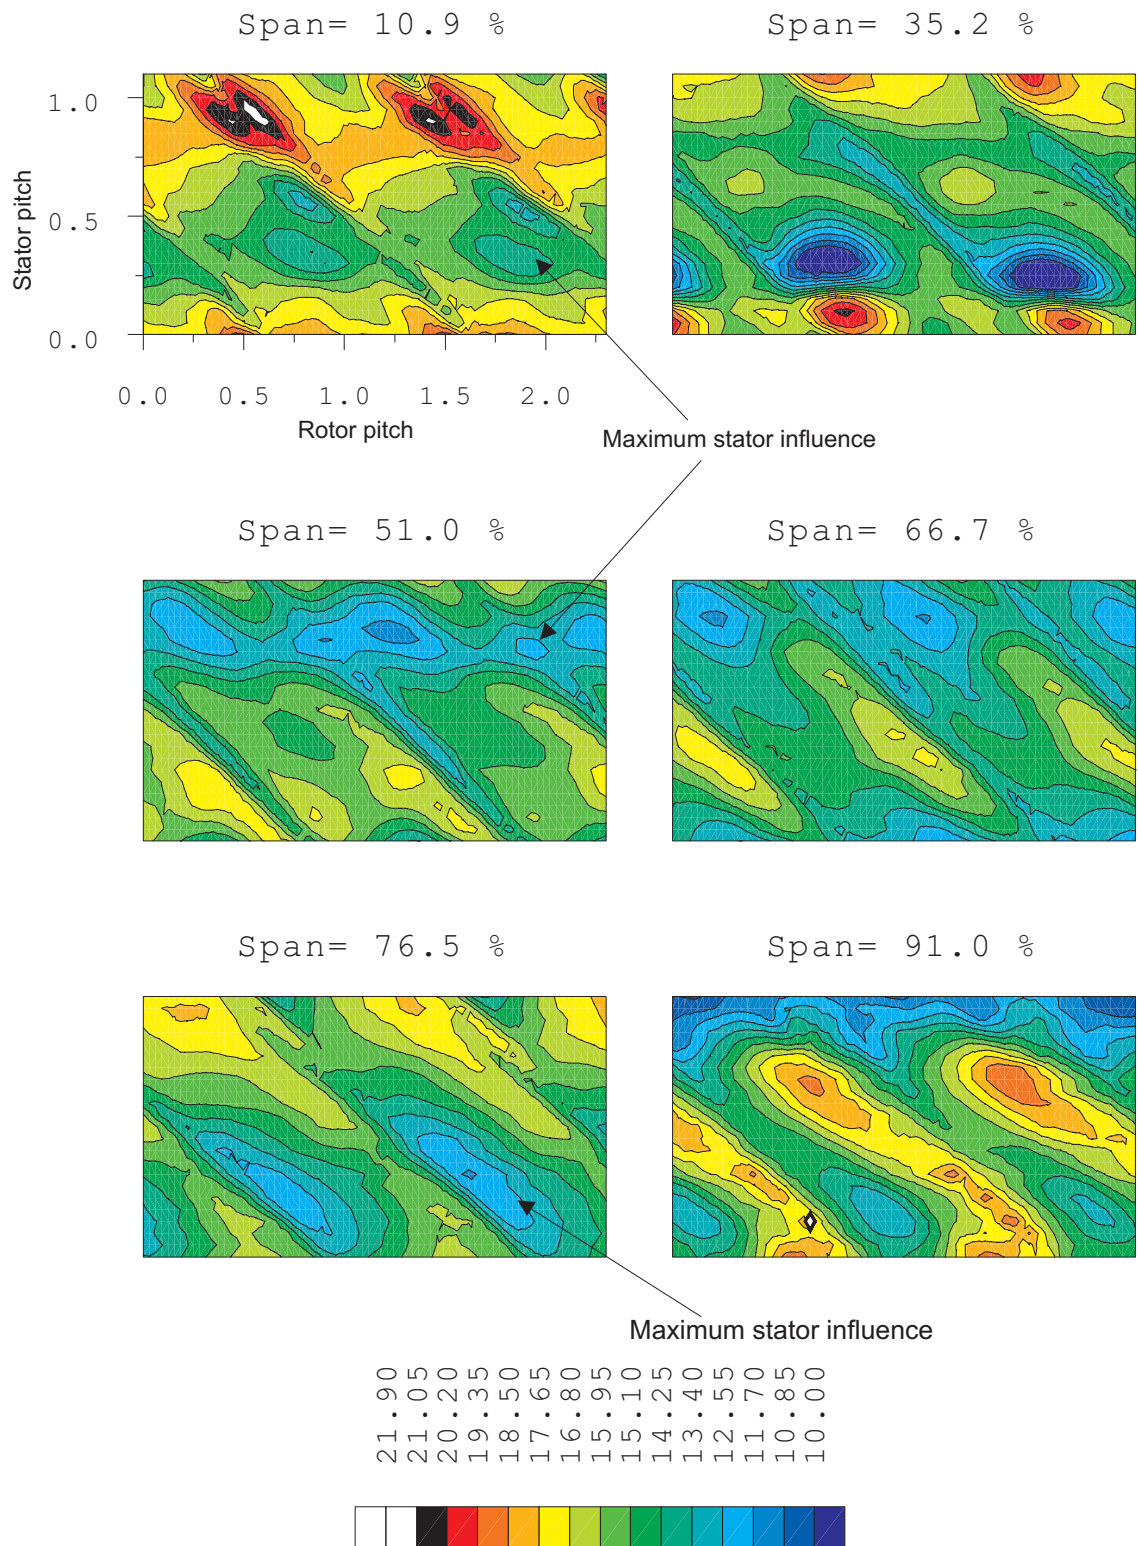 Span= 10.9 %
Span= 35.2 %
Stator pitch
1.0
0.5
0.0
0.0 0.5 1.0 1.5 2.0
Rotor pitch
Maximum stator influence
Span= 51.0 %
Span= 66.7 %
Span= 76.5 %
Span= 91.0 %
Maximum stator influence
21.90
21.05
20.20
19.35
18.50
17.65
16.80
15.95
15.10
14.25
13.40
12.55
11.70
10.85
10.00